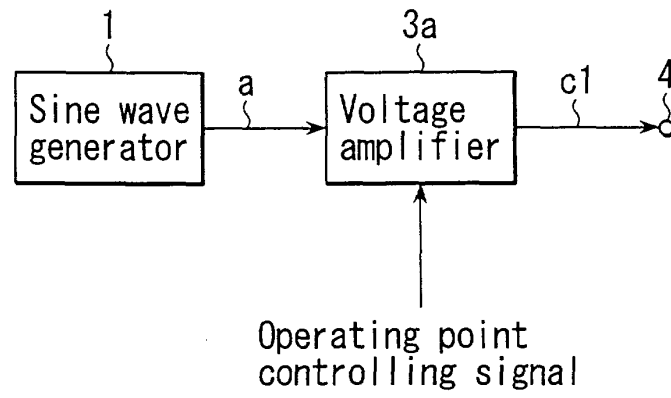 1
3a
Sine wave
generator
a
Voltage
amplifier
c1
4
Operating point
controlling signal